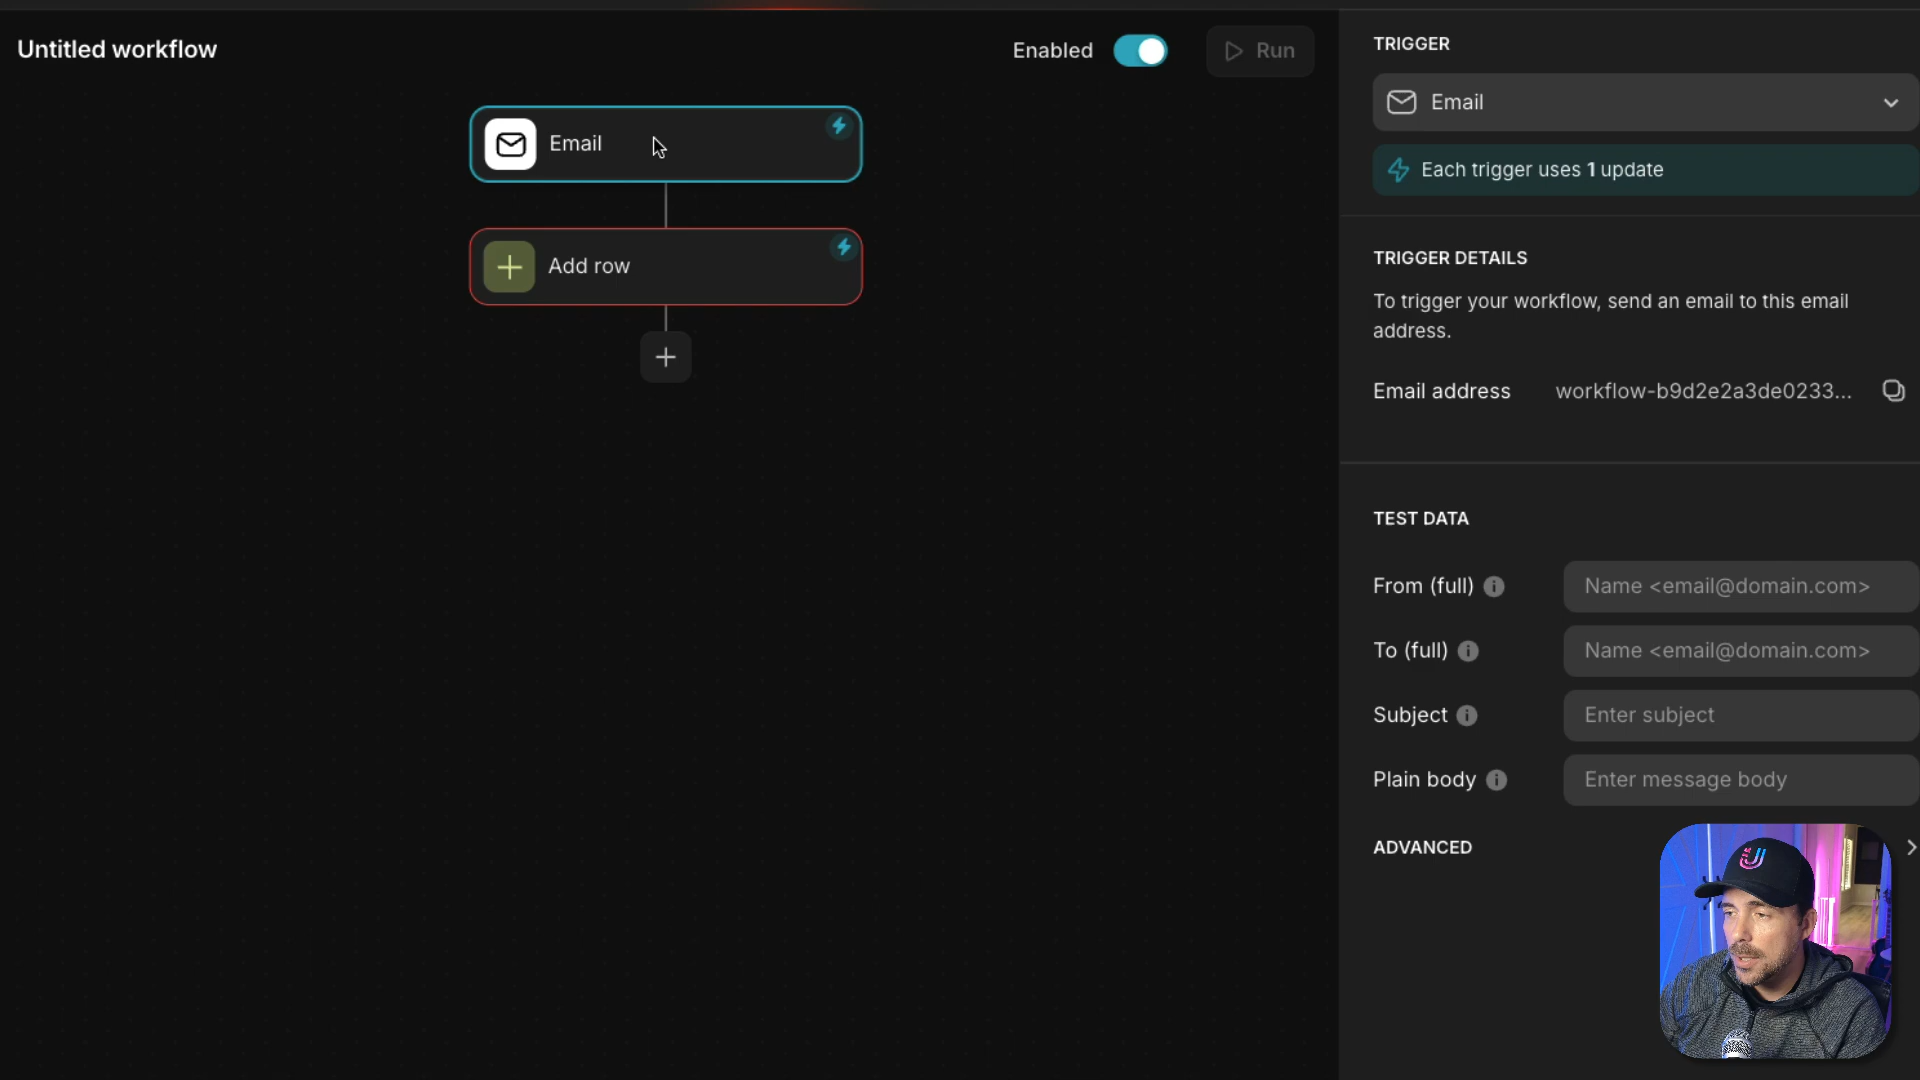 Untitled workflow
Enabled
Run
Email
Add row
TRIGGER
Email
Each trigger uses 1 update
TRIGGER DETAILS
To trigger your workflow, send an email to this email
address.
Email address workflow-b9d2e2a3de0233...
TEST DATA
From (full) Name <email@domain.com>
To (full) Name <email@domain.com>
Subject Enter subject
Plain body Enter message body
ADVANCED